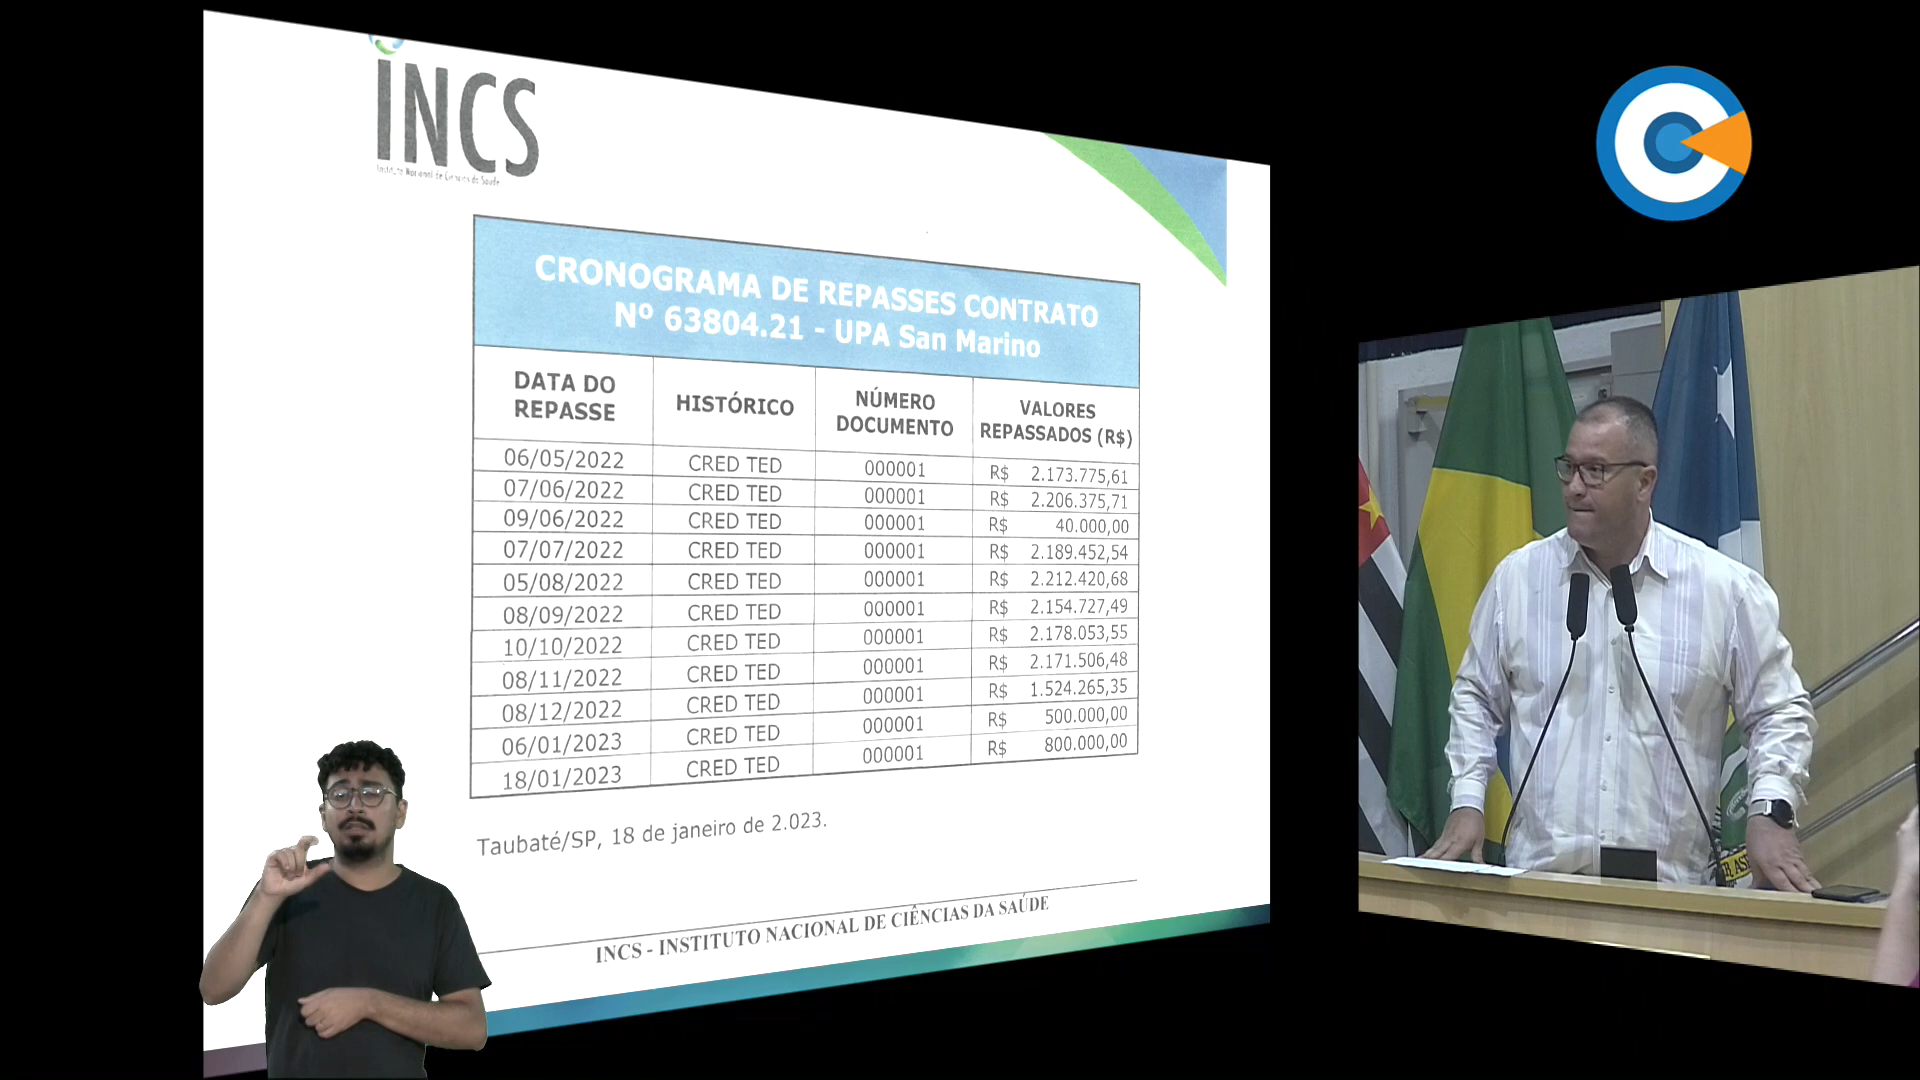 INCS
Instituto Nacional de Ciências da Saúde
CRONOGRAMA DE REPASSES CONTRATO
Nº 63804.21 - UPA San Marino
DATA DO REPASSE HISTÓRICO NÚMERO DOCUMENTO VALORES REPASSADOS (R$)
06/05/2022 CRED TED 000001 R$ 2.173.775,61
07/06/2022 CRED TED 000001 R$ 2.206.375,71
09/06/2022 CRED TED 000001 R$ 40.000,00
07/07/2022 CRED TED 000001 R$ 2.189.452,54
05/08/2022 CRED TED 000001 R$ 2.212.420,68
08/09/2022 CRED TED 000001 R$ 2.154.727,49
10/10/2022 CRED TED 000001 R$ 2.178.053,55
08/11/2022 CRED TED 000001 R$ 2.171.506,48
08/12/2022 CRED TED 000001 R$ 1.524.265,35
06/01/2023 CRED TED 000001 R$ 500.000,00
18/01/2023 CRED TED 000001 R$ 800.000,00
Taubaté/SP, 18 de janeiro de 2.023.
INCS - INSTITUTO NACIONAL DE CIÊNCIAS DA SAÚDE